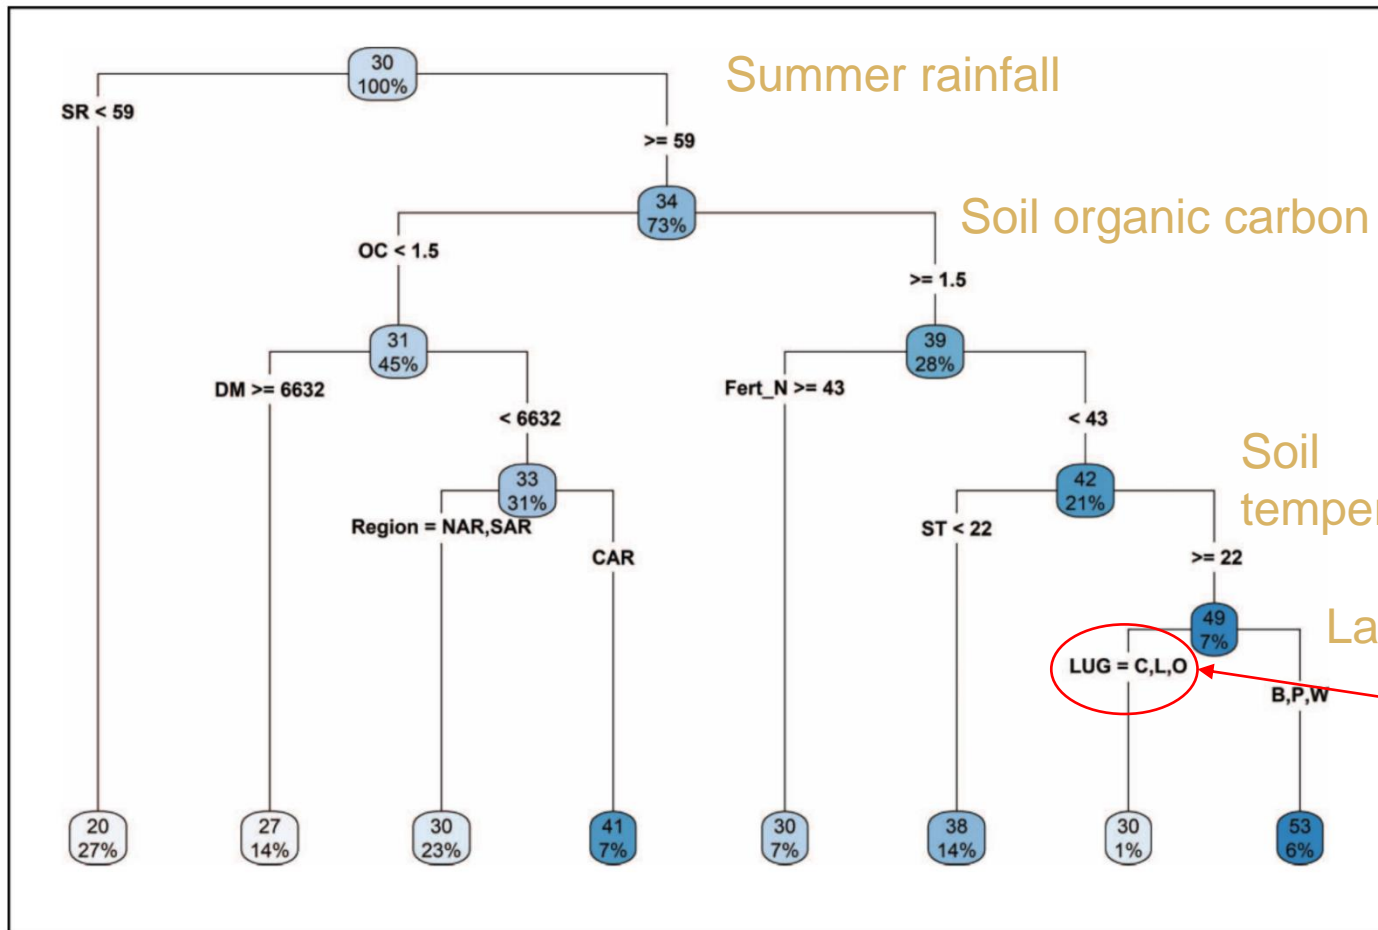 30
100%
Summer rainfall
SR < 59
>= 59
34
73%
Soil organic carbon
OC < 1.5
>= 1.5
31
45%
39
28%
DM >= 6632
< 6632
Fert_N >= 43
< 43
33
31%
42
21%
Soil
temper
Region = NAR,SAR
CAR
ST < 22
>= 22
49
7%
La
LUG = C,L,O
B,P,W
20
27%
27
14%
30
23%
41
7%
30
7%
38
14%
30
1%
53
6%